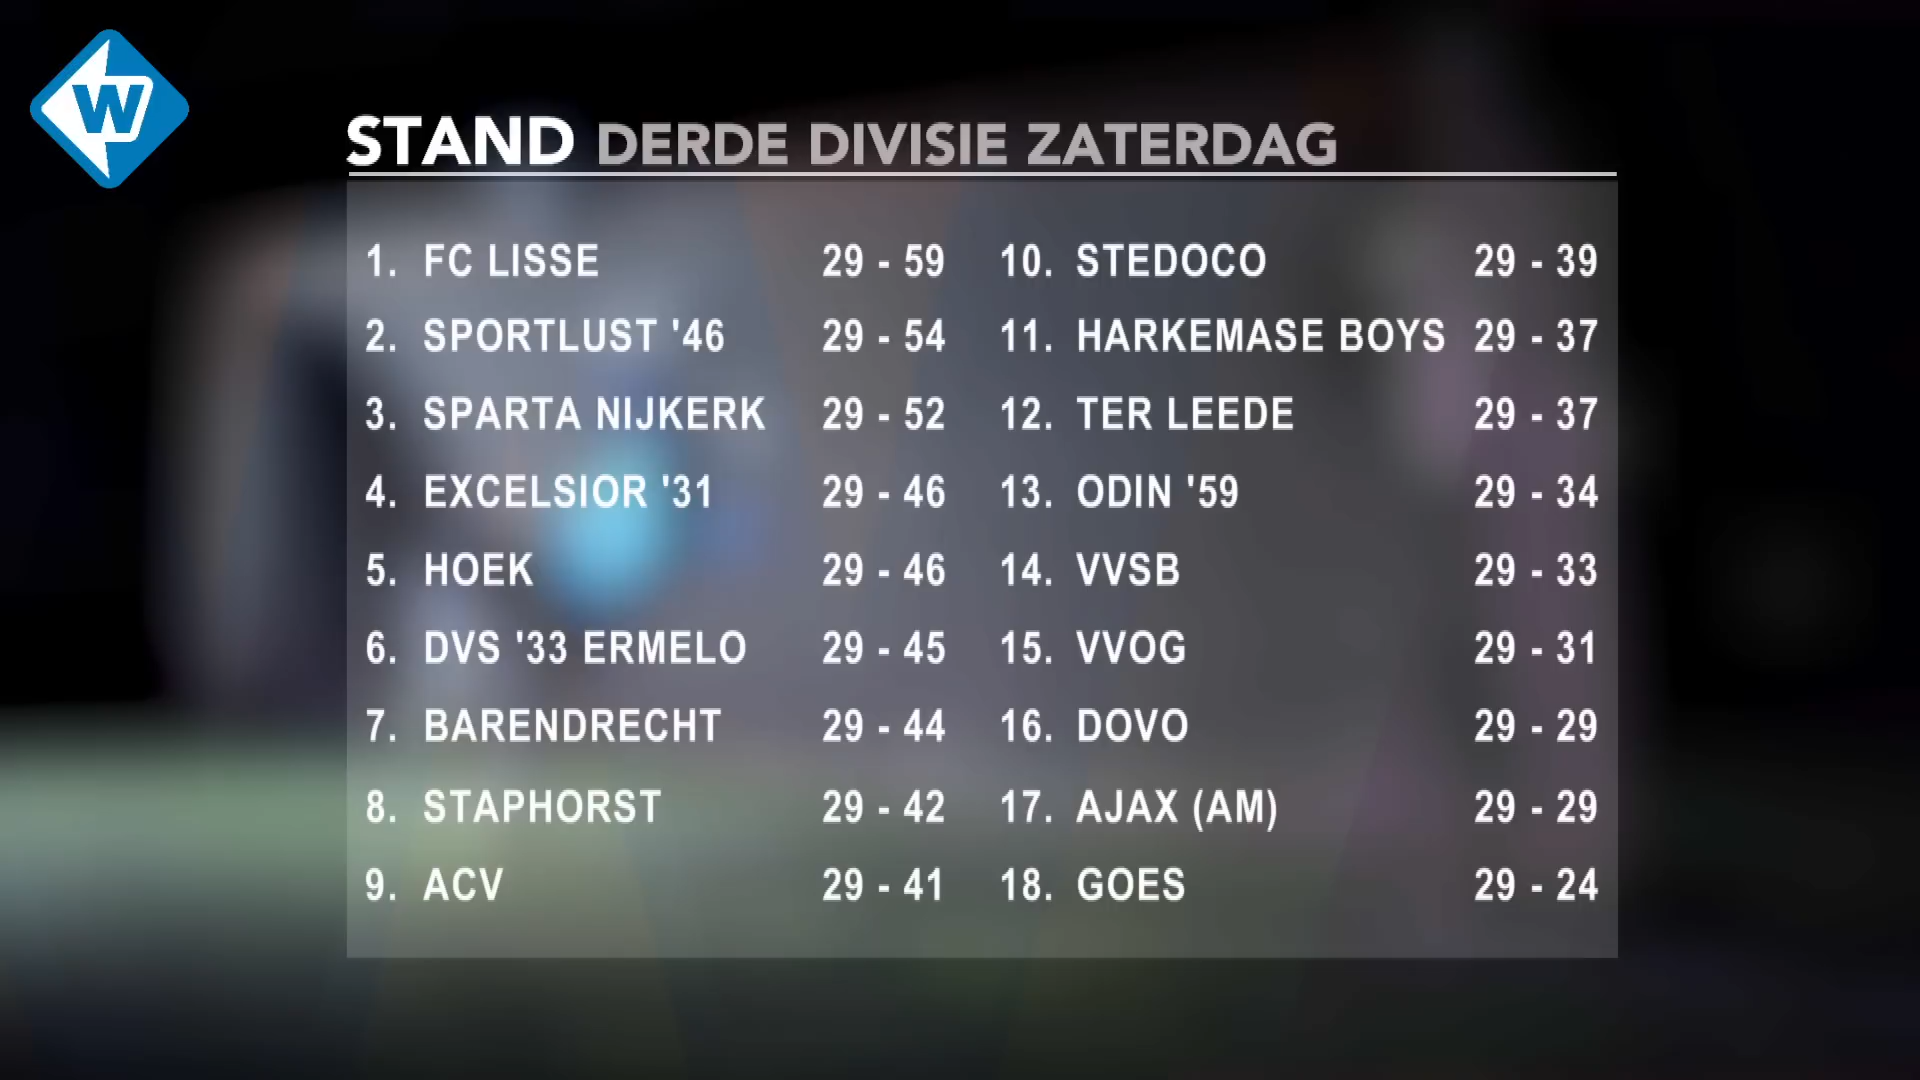 W
STAND DERDE DIVISIE ZATERDAG
1. FC LISSE 29 - 59
2. SPORTLUST '46 29 - 54
3. SPARTA NIJKERK 29 - 52
4. EXCELSIOR '31 29 - 46
5. HOEK 29 - 46
6. DVS '33 ERMELO 29 - 45
7. BARENDRECHT 29 - 44
8. STAPHORST 29 - 42
9. ACV 29 - 41
10. STEDOCO 29 - 39
11. HARKEMASE BOYS 29 - 37
12. TER LEEDE 29 - 37
13. ODIN '59 29 - 34
14. VVSB 29 - 33
15. VVOG 29 - 31
16. DOVO 29 - 29
17. AJAX (AM) 29 - 29
18. GOES 29 - 24